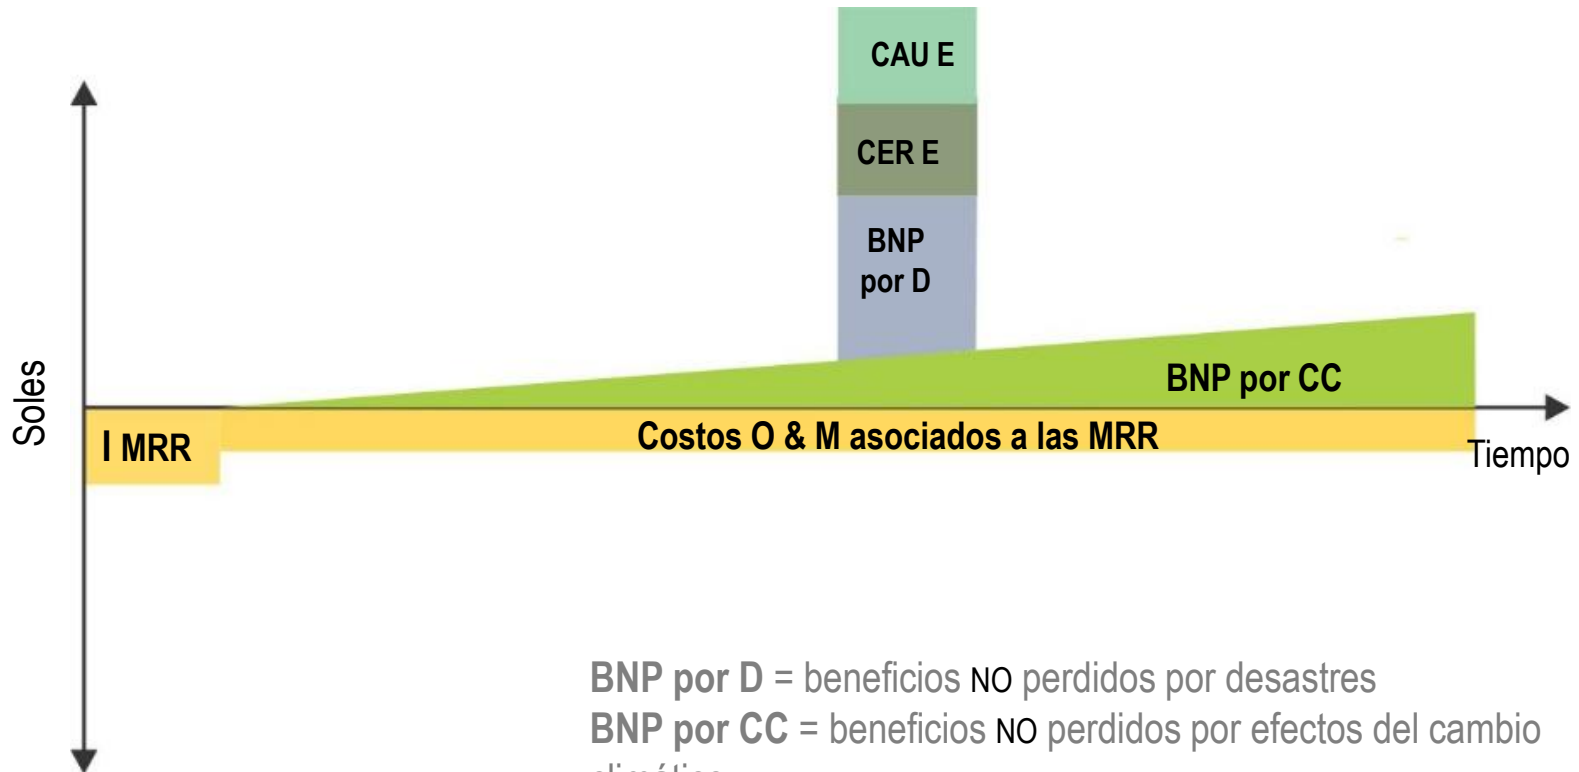 CAU E
CER E
BNP
por D
BNP por CC
Soles
I MRR
Costos O & M asociados a las MRR
Tiempo
BNP por D = beneficios NO perdidos por desastres
BNP por CC = beneficios NO perdidos por efectos del cambio